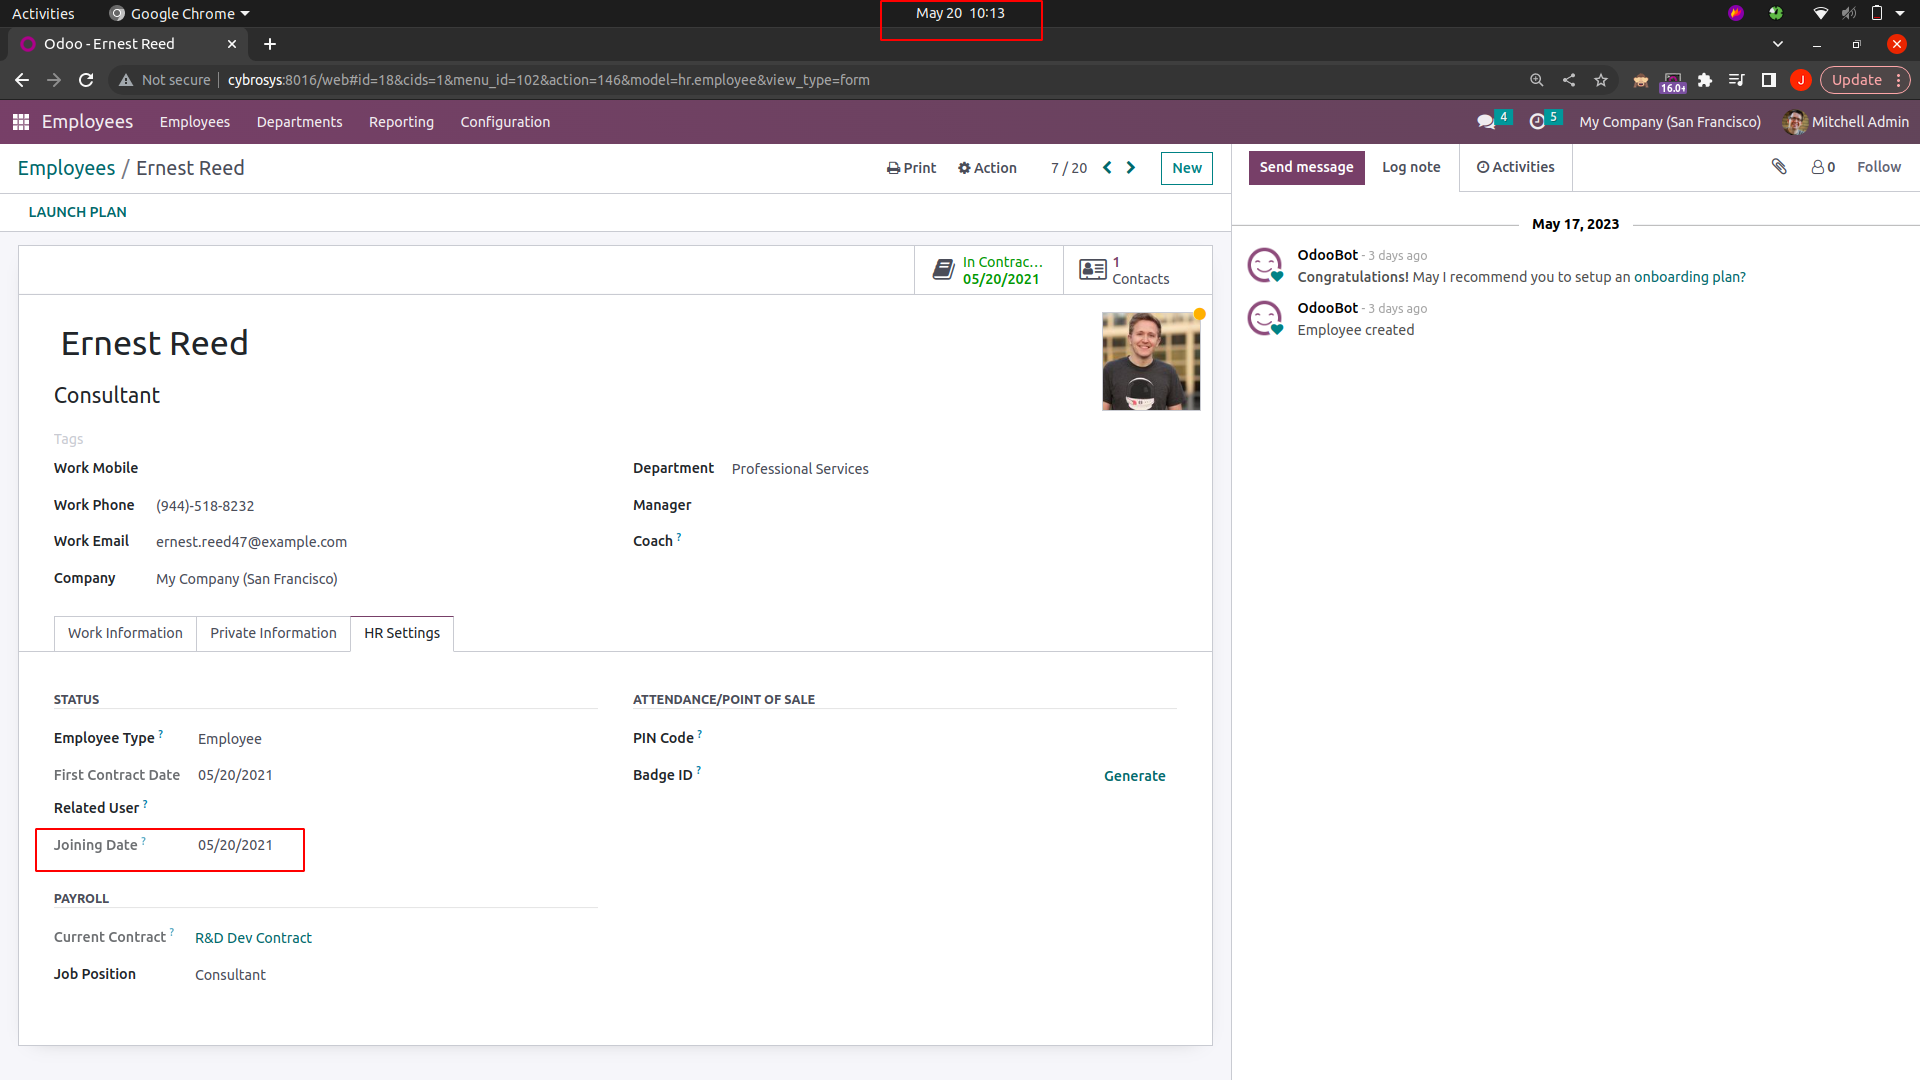 Activities
Google Chrome
May 20 10:13
Odoo - Ernest Reed
Not secure
cybrosys:8016/web#id=18&cids=1&menu_id=102&action=146&model=hr.employee&view_type=form
16.0+
J
Update
Employees
Employees
Departments
Reporting
Configuration
4
5
My Company (San Francisco)
Mitchell Admin
Employees / Ernest Reed
Print
Action
7 / 20
New
Send message
Log note
Activities
0
Follow
LAUNCH PLAN
May 17, 2023
In Contrac...
05/20/2021
1
Contacts
OdooBot - 3 days ago
Congratulations! May I recommend you to setup an onboarding plan?
OdooBot - 3 days ago
Employee created
Ernest Reed
Consultant
Tags
Work Mobile
Work Phone (944)-518-8232
Work Email ernest.reed47@example.com
Company My Company (San Francisco)
Department Professional Services
Manager
Coach ?
Work Information
Private Information
HR Settings
STATUS
Employee Type ? Employee
First Contract Date 05/20/2021
Related User ?
Joining Date ? 05/20/2021
ATTENDANCE/POINT OF SALE
PIN Code ?
Badge ID ? Generate
PAYROLL
Current Contract ? R&D Dev Contract
Job Position Consultant